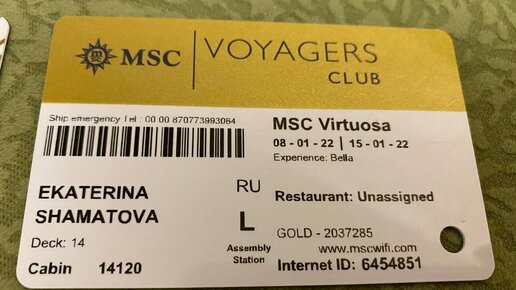 MSC
VOYAGERS
CLUB
Ship emergency Tel : 00 00 870773993084
MSC Virtuosa
08 - 01 - 22 | 15 - 01 - 22
Experience: Bella
EKATERINA
SHAMATOVA
RU
Restaurant: Unassigned
L
Deck: 14
Assembly
Station
GOLD - 2037285
www.mscwifi.com
Cabin 14120
Internet ID: 6454851